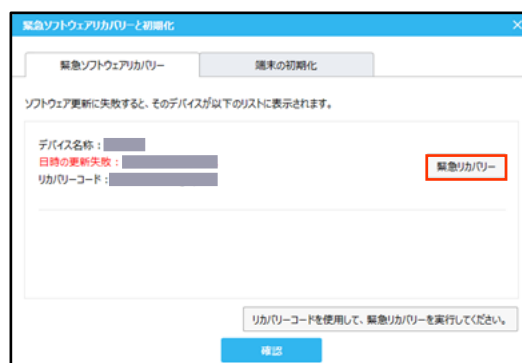 緊急ソフトウェアリカバリーと初期化
緊急ソフトウェアリカバリー
端末の初期化
ソフトウェア更新に失敗すると、そのデバイスが以下のリストに表示されます。
デバイス名称：
日時の更新失敗：
リカバリーコード：
緊急リカバリー
リカバリーコードを使用して、緊急リカバリーを実行してください。
確認